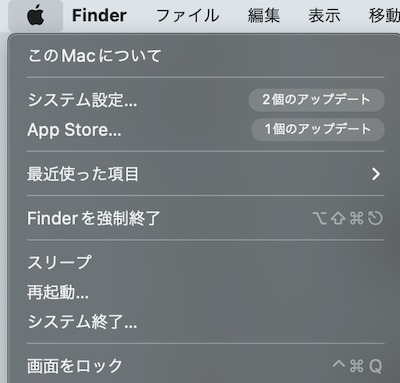 Finder ファイル 編集 表示 移動
このMacについて
システム設定... 2個のアップデート
App Store... 1個のアップデート
最近使った項目
Finderを強制終了 ⌥⇧⌘⎋
スリープ
再起動...
システム終了...
画面をロック ^⌘Q